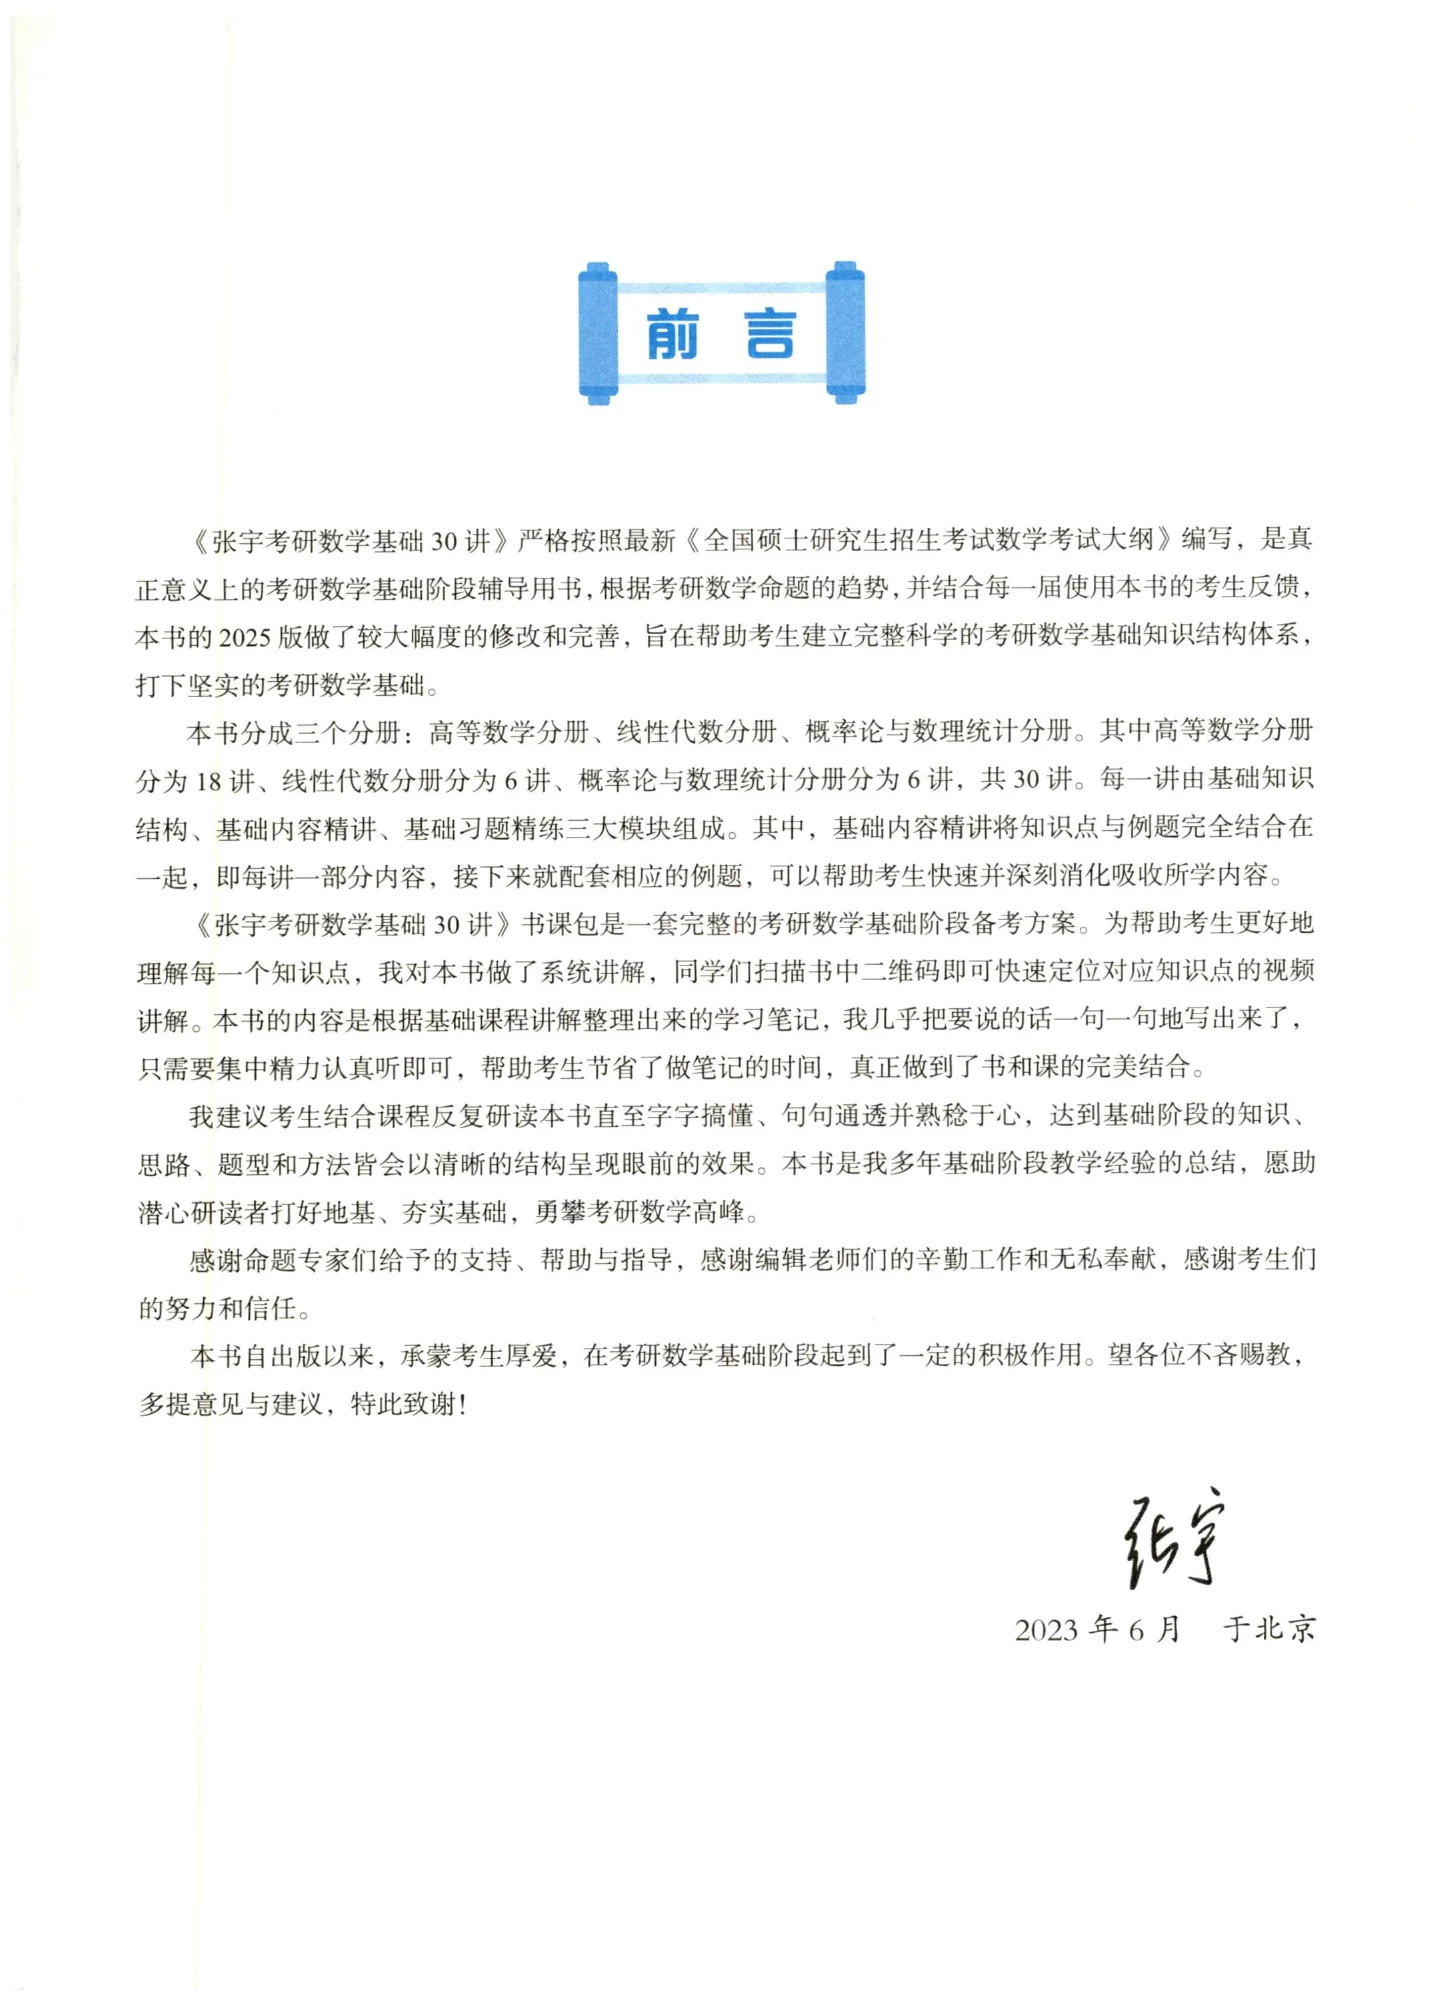 前言
《张宇考研数学基础 30 讲》严格按照最新《全国硕士研究生招生考试数学考试大纲》编写，是真
正意义上的考研数学基础阶段辅导用书，根据考研数学命题的趋势，并结合每一届使用本书的考生反馈，
本书的 2025 版做了较大幅度的修改和完善，旨在帮助考生建立完整科学的考研数学基础知识结构体系，
打下坚实的考研数学基础。
本书分成三个分册：高等数学分册、线性代数分册、概率论与数理统计分册。其中高等数学分册
分为 18 讲、线性代数分册分为 6 讲、概率论与数理统计分册分为 6 讲，共 30 讲。每一讲由基础知识
结构、基础内容精讲、基础习题精练三大模块组成。其中，基础内容精讲将知识点与例题完全结合在
一起，即每讲一部分内容，接下来就配套相应的例题，可以帮助考生快速并深刻消化吸收所学内容。
《张宇考研数学基础 30 讲》书课包是一套完整的考研数学基础阶段备考方案。为帮助考生更好地
理解每一个知识点，我对本书做了系统讲解，同学们扫描书中二维码即可快速定位对应知识点的视频
讲解。本书的内容是根据基础课程讲解整理出来的学习笔记，我几乎把要说的话一句一句地写出来了，
只需要集中精力认真听即可，帮助考生节省了做笔记的时间，真正做到了书和课的完美结合。
我建议考生结合课程反复研读本书直至字字搞懂、句句通透并熟稔于心，达到基础阶段的知识、
思路、题型和方法皆会以清晰的结构呈现眼前的效果。本书是我多年基础阶段教学经验的总结，愿助
潜心研读者打好地基、夯实基础，勇攀考研数学高峰。
感谢命题专家们给予的支持、帮助与指导，感谢编辑老师们的辛勤工作和无私奉献，感谢考生们
的努力和信任。
本书自出版以来，承蒙考生厚爱，在考研数学基础阶段起到了一定的积极作用。望各位不吝赐教，
多提意见与建议，特此致谢！
张宇
2023 年 6 月 于北京